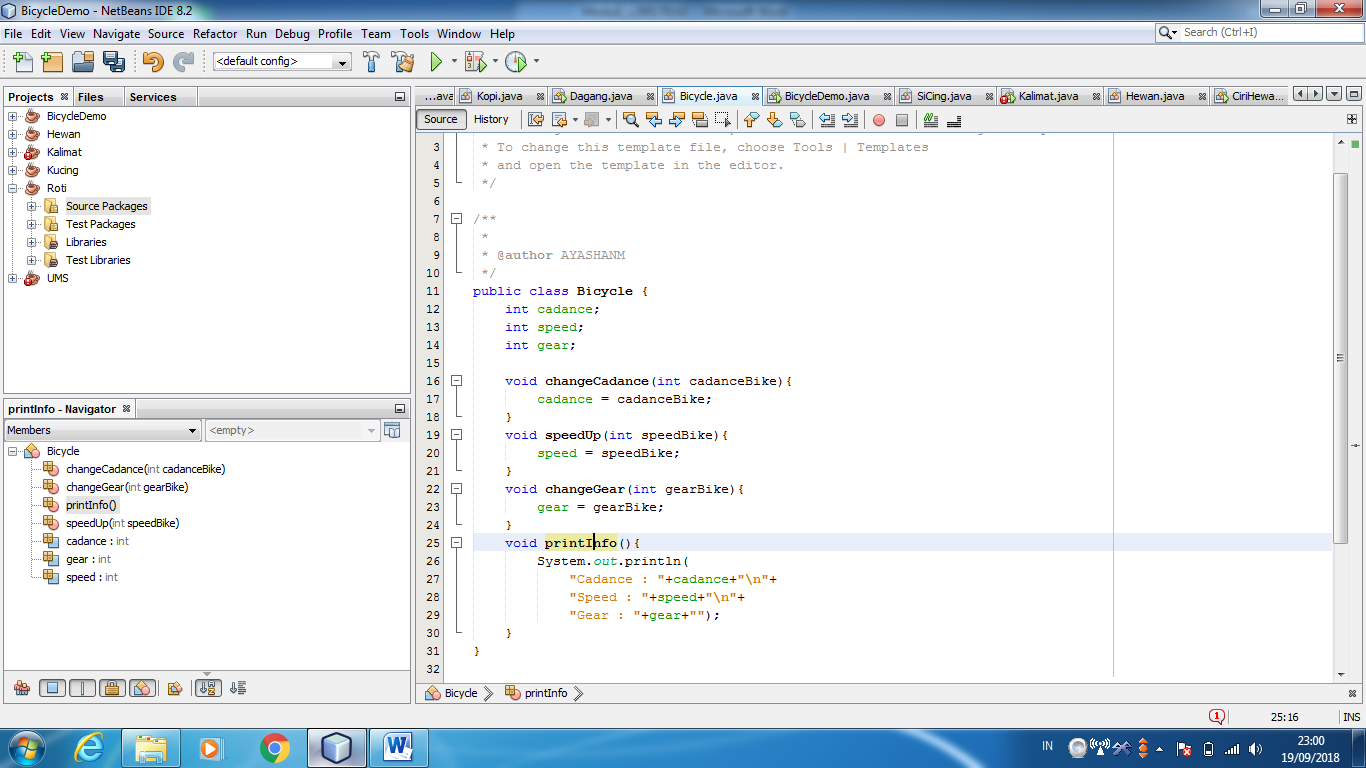 BicycleDemo - NetBeans IDE 8.2
File Edit View Navigate Source Refactor Run Debug Profile Team Tools Window Help
Search (Ctrl+I)
<default config>
Projects Files Services
BicycleDemo
Hewan
Kalimat
Kucing
Roti
Source Packages
Test Packages
Libraries
Test Libraries
UMS
printInfo - Navigator
Members <empty>
Bicycle
changeCadance(int cadanceBike)
changeGear(int gearBike)
printInfo()
speedUp(int speedBike)
cadance : int
gear : int
speed : int
...ava Kopi.java Dagang.java Bicycle.java BicycleDemo.java SiCing.java Kalimat.java Hewan.java CiriHewa...
Source History
3 * To change this template file, choose Tools | Templates
4 * and open the template in the editor.
5 */
6
7 /**
8 *
9 * @author AYASHANM
10 */
11 public class Bicycle {
12 int cadance;
13 int speed;
14 int gear;
15
16 void changeCadance(int cadanceBike){
17 cadance = cadanceBike;
18 }
19 void speedUp(int speedBike){
20 speed = speedBike;
21 }
22 void changeGear(int gearBike){
23 gear = gearBike;
24 }
25 void printInfo(){
26 System.out.println(
27 "Cadance : "+cadance+"\n"+
28 "Speed : "+speed+"\n"+
29 "Gear : "+gear+"");
30 }
31 }
32
Bicycle printInfo
1 25:16 INS
IN
23:00
19/09/2018